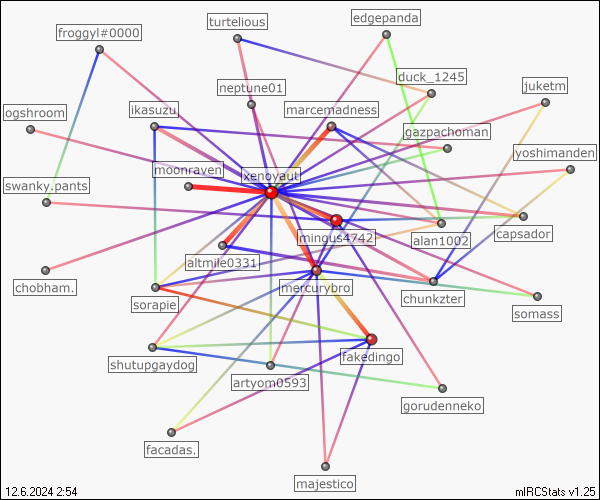 edgepanda
turtelious
froggyl#0000
duck_1245
juketm
neptune01
ogshroom
ikasuzu
marcemadness
gazpachoman
yoshimanden
moonraven
xenoyaut
swanky.pants
mingus4742
alan1002
capsador
altmile0331
chobham.
mercurybro
sorapie
chunkzter
somass
shutupgaydog
fakedingo
artyom0593
gorudenneko
facadas.
majestico
12.6.2024 2:54
mIRCStats v1.25